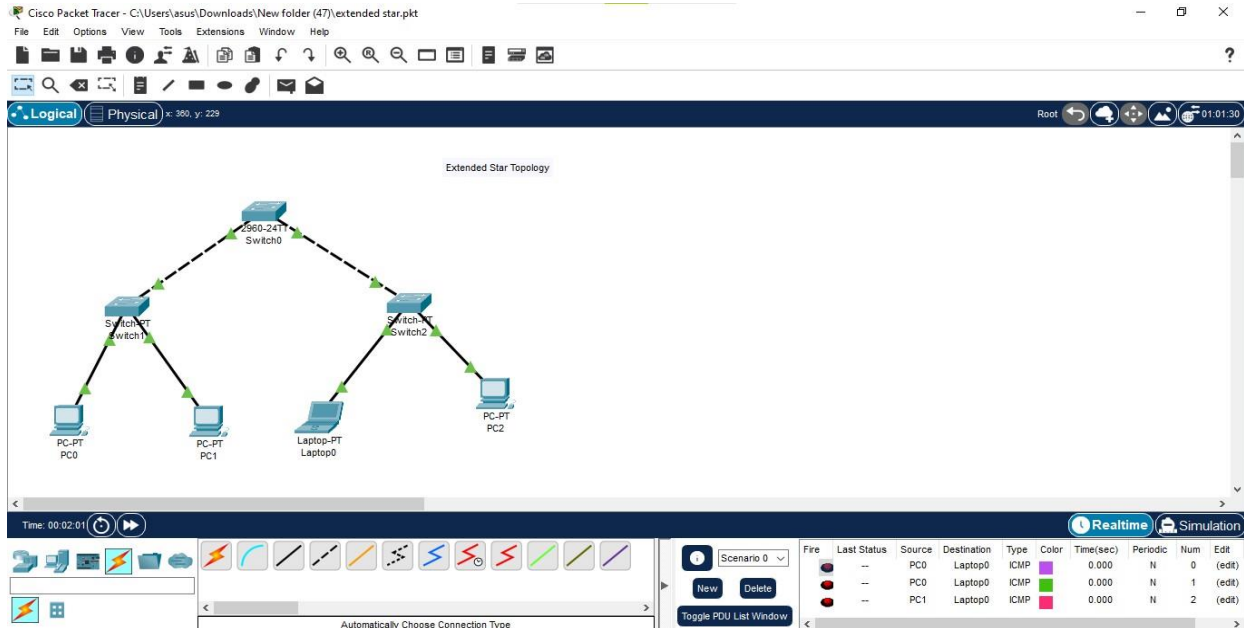 Cisco Packet Tracer - C:\Users\asus\Downloads\New folder (47)\extended star.pkt
File Edit Options View Tools Extensions Window Help
?
Logical Physical x: 360, y: 229 Root 01:01:30
Extended Star Topology
2960-24TT
Switch0
Switch-PT
Switch1
Switch-PT
Switch2
PC-PT
PC0
PC-PT
PC1
Laptop-PT
Laptop0
PC-PT
PC2
Time: 00:02:01 Realtime Simulation
Scenario 0
New Delete
Toggle PDU List Window
Fire Last Status Source Destination Type Color Time(sec) Periodic Num Edit
-- PC0 Laptop0 ICMP 0.000 N 0 (edit)
-- PC0 Laptop0 ICMP 0.000 N 1 (edit)
-- PC1 Laptop0 ICMP 0.000 N 2 (edit)
Automatically Choose Connection Type